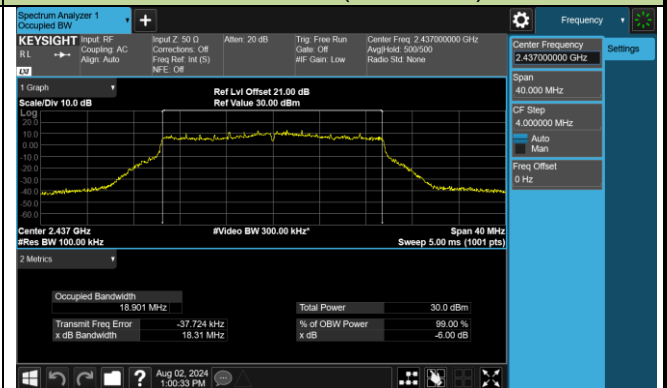 Spectrum Analyzer 1
Occupied BW
Frequency
KEYSIGHT
Input: RF
Input Z: 50 Ω
Atten: 20 dB
Trig: Free Run
Center Freq: 2.437000000 GHz
RL
Coupling: AC
Corrections: Off
Gate: Off
Avg|Hold: 500/500
Align: Auto
Freq Ref: Int (S)
#IF Gain: Low
Radio Std: None
NFE: Off
Center Frequency
2.437000000 GHz
Settings
Span
40.000 MHz
CF Step
4.000000 MHz
Auto
Man
Freq Offset
0 Hz
1 Graph
Ref Lvl Offset 21.00 dB
Scale/Div 10.0 dB
Ref Value 30.00 dBm
Log
20.0
10.0
0.00
-10.0
-20.0
-30.0
-40.0
-50.0
-60.0
Center 2.437 GHz
#Video BW 300.00 kHz*
Span 40 MHz
#Res BW 100.00 kHz
Sweep 5.00 ms (1001 pts)
2 Metrics
Occupied Bandwidth
18.901 MHz
Total Power
30.0 dBm
Transmit Freq Error
-37.724 kHz
% of OBW Power
99.00 %
x dB Bandwidth
18.31 MHz
x dB
-6.00 dB
?
Aug 02, 2024
1:00:33 PM